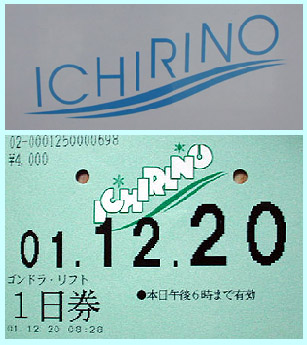 ICHIRINO
02-0001250000698
¥4,000
ICHIRINO
01.12.20
ゴンドラ・リフト
1日券
●本日午後6時まで有効
01 12 20 08:28